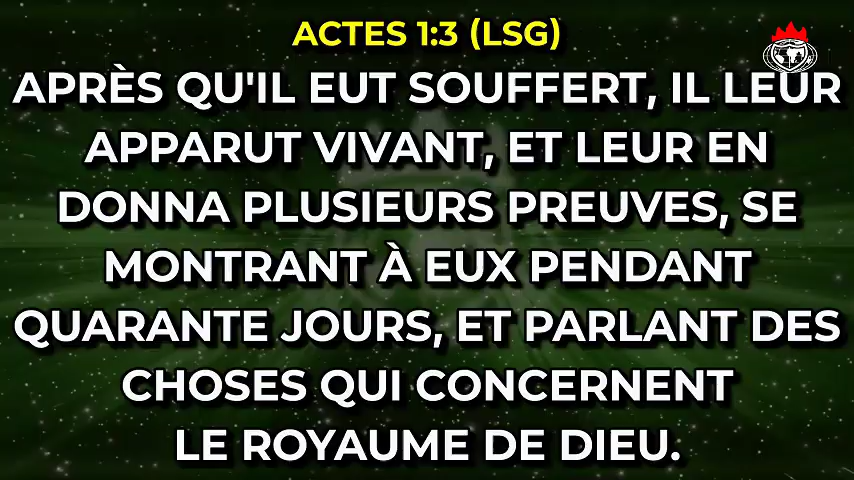 ACTES 1:3 (LSG)
APRÈS QU'IL EUT SOUFFERT, IL LEUR
APPARUT VIVANT, ET LEUR EN
DONNA PLUSIEURS PREUVES, SE
MONTRANT À EUX PENDANT
QUARANTE JOURS, ET PARLANT DES
CHOSES QUI CONCERNENT
LE ROYAUME DE DIEU.